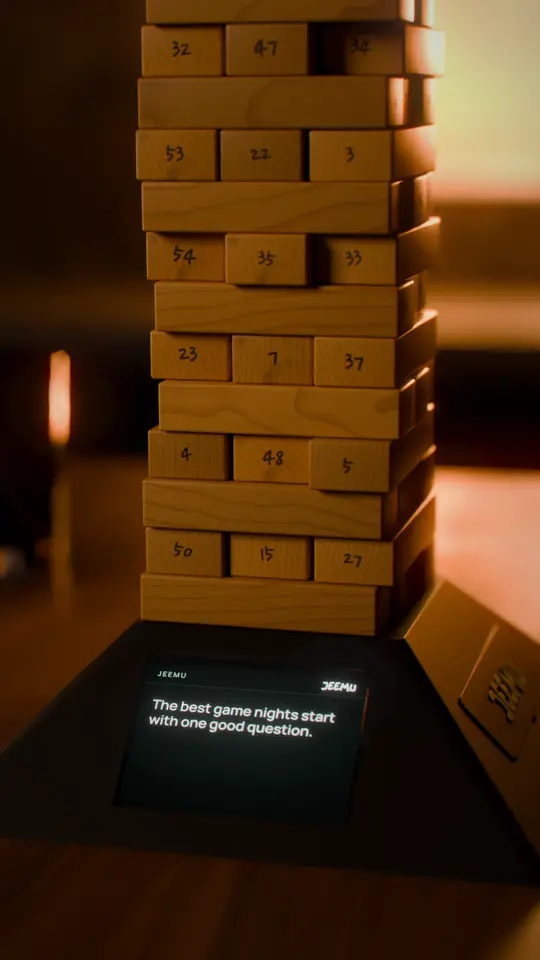 32 47 34
53 22 3
54 35 33
23 7 37
4 48 5
50 15 27
JEEMU JEEMU
The best game nights start
with one good question.
JEEMU